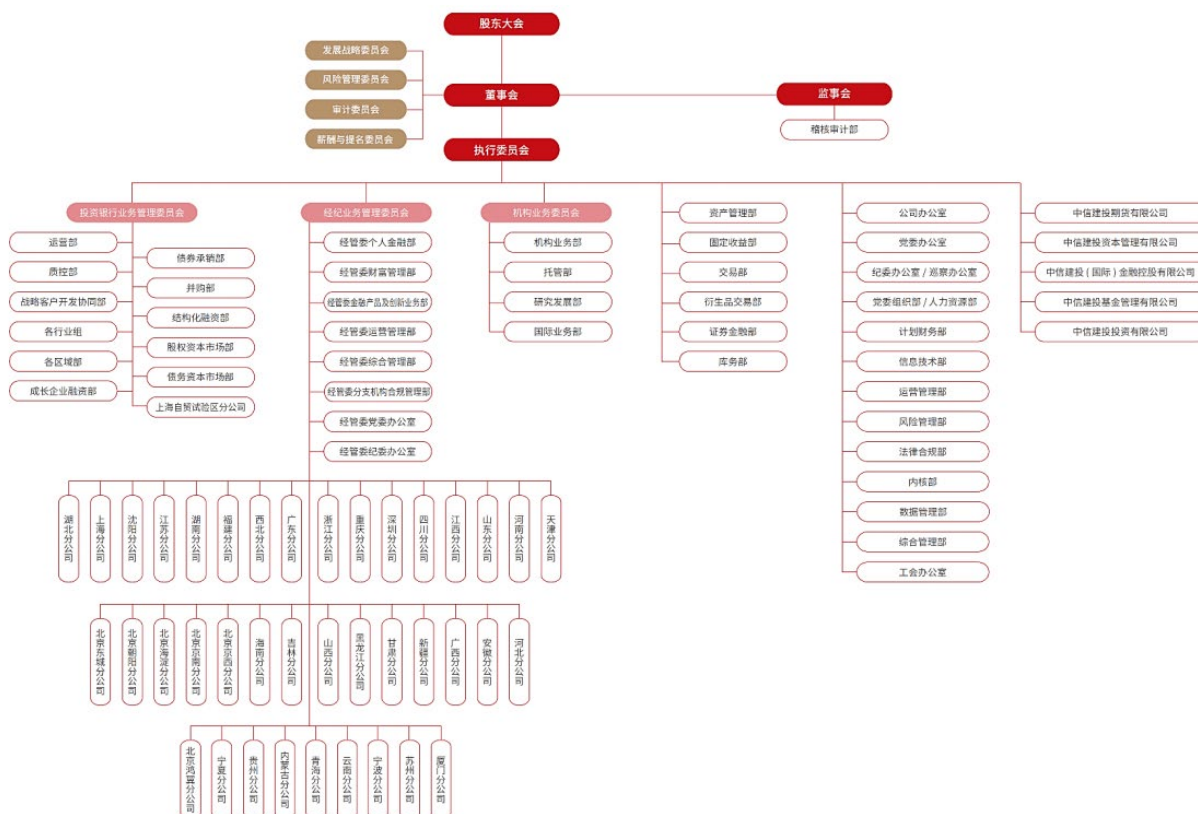 股东大会
发展战略委员会
风险管理委员会
审计委员会
薪酬与提名委员会
董事会
监事会
稽核审计部
执行委员会
投资银行业务管理委员会
运营部
质控部
战略客户开发协同部
各行业组
各区域部
成长企业融资部
债券承销部
并购部
结构化融资部
股权资本市场部
债务资本市场部
上海自贸试验区分公司
经纪业务管理委员会
经管委个人金融部
经管委财富管理部
经管委金融产品及创新业务部
经管委运营管理部
经管委综合管理部
经管委分支机构合规管理部
经管委党委办公室
经管委纪委办公室
机构业务委员会
机构业务部
托管部
研究发展部
国际业务部
资产管理部
固定收益部
交易部
衍生品交易部
证券金融部
库务部
公司办公室
党委办公室
纪委办公室 / 巡察办公室
党委组织部 / 人力资源部
计划财务部
信息技术部
运营管理部
风险管理部
法律合规部
内核部
数据管理部
综合管理部
工会办公室
中信建投期货有限公司
中信建投资本管理有限公司
中信建投 ( 国际 ) 金融控股有限公司
中信建投基金管理有限公司
中信建投投资有限公司
湖北分公司
上海分公司
沈阳分公司
江苏分公司
湖南分公司
福建分公司
西北分公司
广东分公司
浙江分公司
重庆分公司
深圳分公司
四川分公司
江西分公司
山东分公司
河南分公司
天津分公司
北京东城分公司
北京朝阳分公司
北京海淀分公司
北京京南分公司
北京京西分公司
海南分公司
吉林分公司
山西分公司
黑龙江分公司
甘肃分公司
新疆分公司
广西分公司
安徽分公司
河北分公司
北京鸿翼分公司
宁夏分公司
贵州分公司
内蒙古分公司
青海分公司
云南分公司
宁波分公司
苏州分公司
厦门分公司